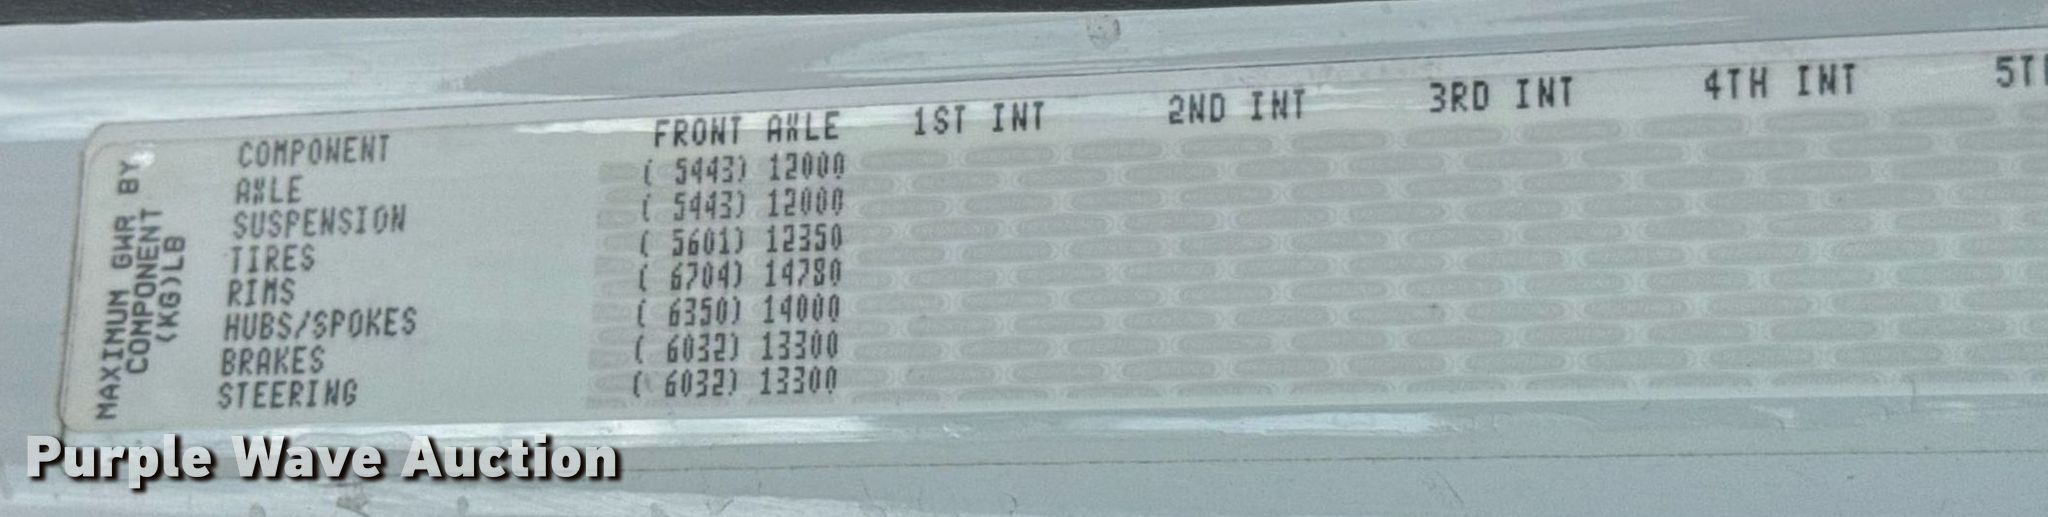 MAXIMUM GWR BY
COMPONENT
(KG)LB
COMPONENT FRONT AXLE 1ST INT 2ND INT 3RD INT 4TH INT 5TH
AXLE ( 5443) 12000
SUSPENSION ( 5443) 12000
TIRES ( 5601) 12350
RIMS ( 6704) 14780
HUBS/SPOKES ( 6350) 14000
BRAKES ( 6032) 13300
STEERING ( 6032) 13300
Purple Wave Auction